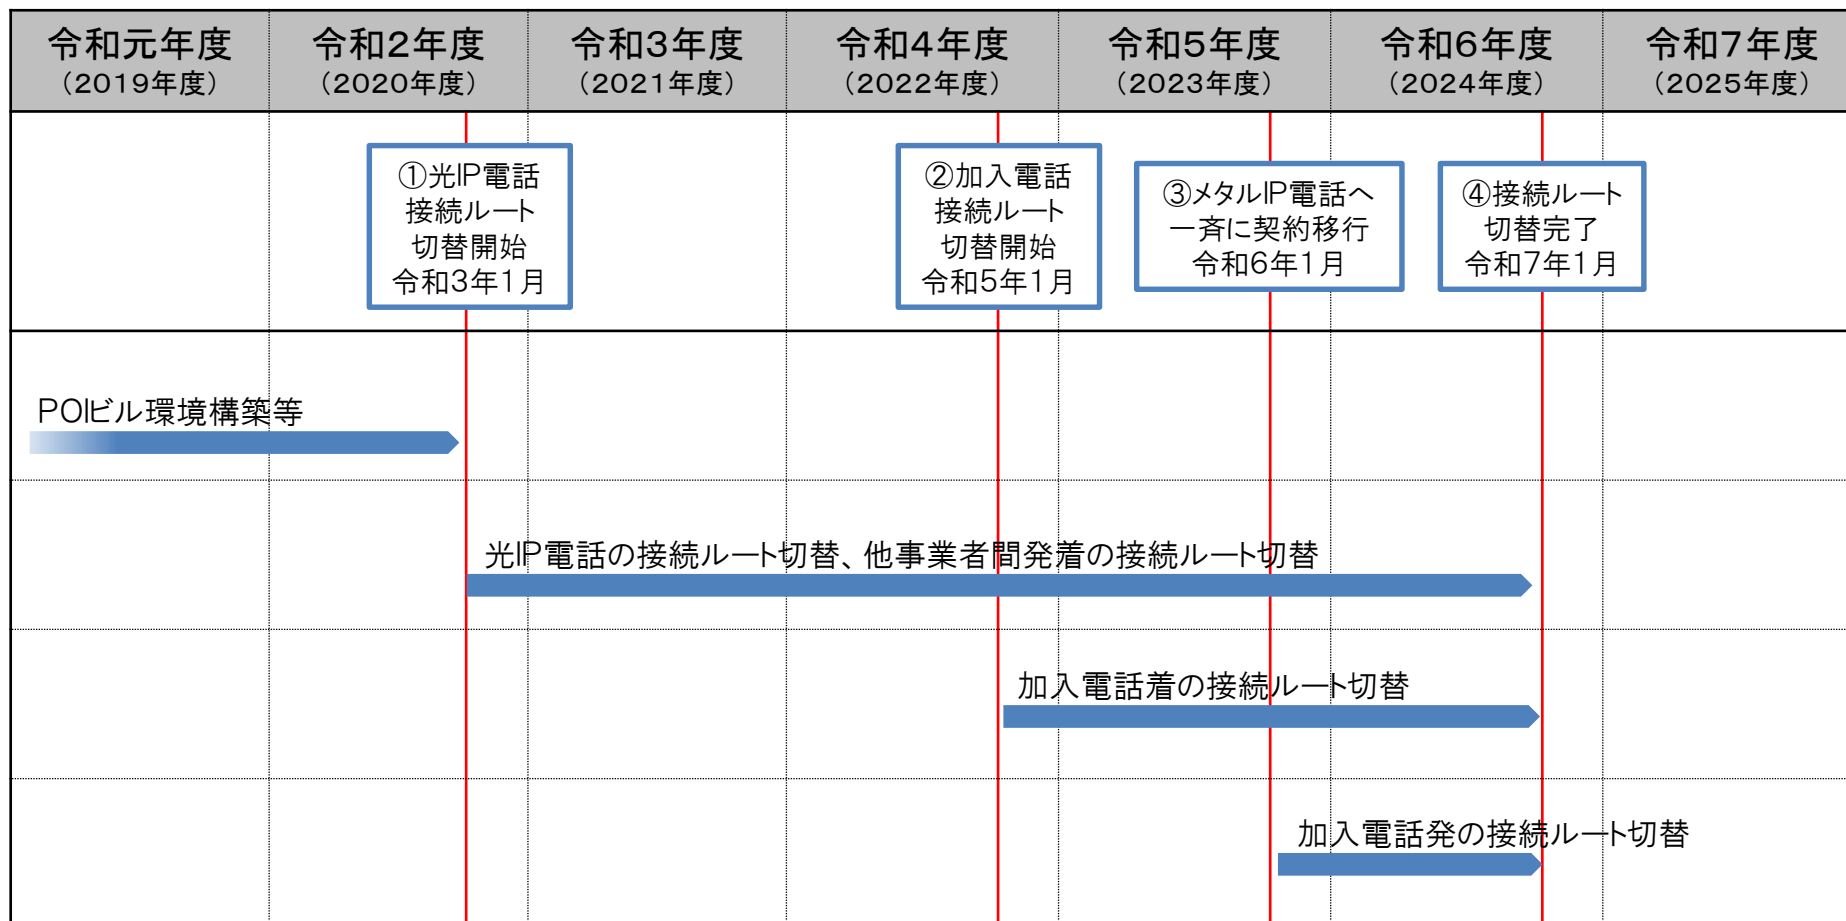 令和元年度
（2019年度）
令和2年度
（2020年度）
令和3年度
（2021年度）
令和4年度
（2022年度）
令和5年度
（2023年度）
令和6年度
（2024年度）
令和7年度
（2025年度）
①光IP電話
接続ルート
切替開始
令和3年1月
②加入電話
接続ルート
切替開始
令和5年1月
③メタルIP電話へ
一斉に契約移行
令和6年1月
④接続ルート
切替完了
令和7年1月
POIビル環境構築等
光IP電話の接続ルート切替、他事業者間発着の接続ルート切替
加入電話着の接続ルート切替
加入電話発の接続ルート切替